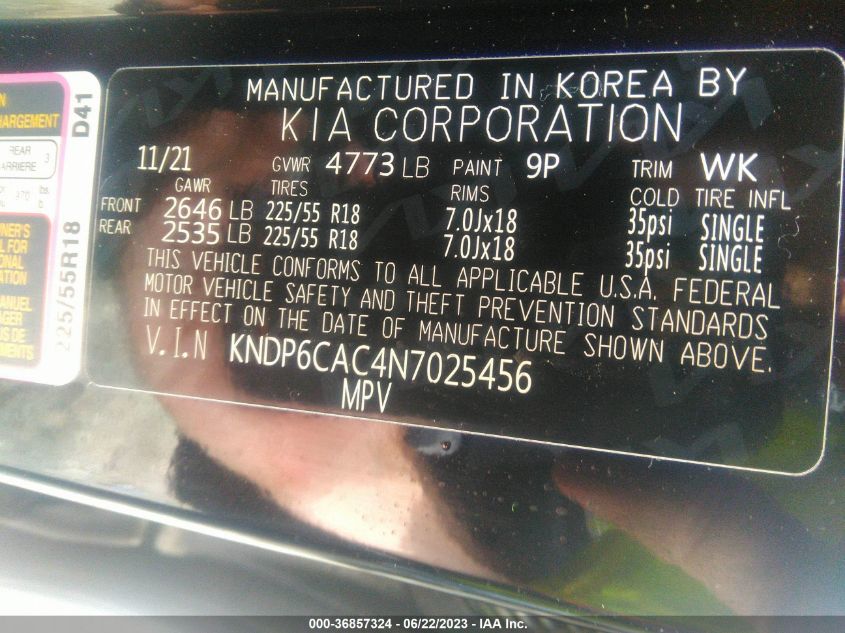 MANUFACTURED IN KOREA BY
KIA CORPORATION
11/21 GVWR 4773 LB PAINT 9P TRIM WK
GAWR TIRES RIMS COLD TIRE INFL
FRONT 2646 LB 225/55 R18 7.0Jx18 35psi SINGLE
REAR 2535 LB 225/55 R18 7.0Jx18 35psi SINGLE
THIS VEHICLE CONFORMS TO ALL APPLICABLE U.S.A. FEDERAL
MOTOR VEHICLE SAFETY AND THEFT PREVENTION STANDARDS
IN EFFECT ON THE DATE OF MANUFACTURE SHOWN ABOVE.
V.I.N KNDP6CAC4N7025456
MPV
D41
225/55R18
REAR 3
000-36857324 / 06/22/2023 - IAA Inc.